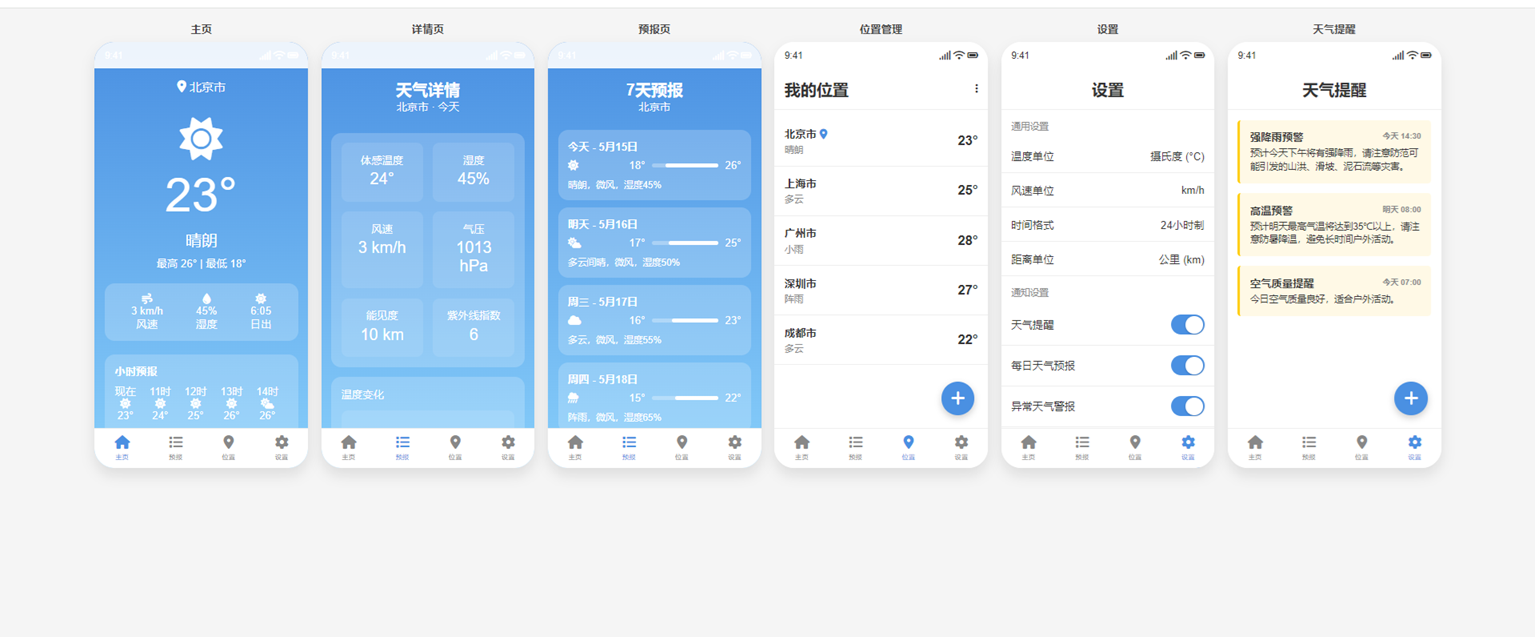 主页
9:41
北京市
23°
晴朗
最高 26° | 最低 18°
3 km/h 45% 6:05
风速 湿度 日出
小时预报
现在 11时 12时 13时 14时
23° 24° 25° 26° 26°
主页 预报 位置 设置
详情页
9:41
天气详情
北京市 · 今天
体感温度 湿度
24° 45%
风速 气压
3 km/h 1013
hPa
能见度 紫外线指数
10 km 6
温度变化
主页 预报 位置 设置
预报页
9:41
7天预报
北京市
今天 - 5月15日
18° 26°
晴朗，微风，湿度45%
明天 - 5月16日
17° 25°
多云间晴，微风，湿度50%
周三 - 5月17日
16° 23°
多云，微风，湿度55%
周四 - 5月18日
15° 22°
阵雨，微风，湿度65%
主页 预报 位置 设置
位置管理
9:41
我的位置
北京市 23°
晴朗
上海市 25°
多云
广州市 28°
小雨
深圳市 27°
阵雨
成都市 22°
多云
+
主页 预报 位置 设置
设置
9:41
设置
通用设置
温度单位 摄氏度 (°C)
风速单位 km/h
时间格式 24小时制
距离单位 公里 (km)
通知设置
天气提醒
每日天气预报
异常天气警报
主页 预报 位置 设置
天气提醒
9:41
天气提醒
强降雨预警 今天 14:30
预计今天下午将有强降雨，请注意防范可
能引发的山洪、滑坡、泥石流等灾害。
高温预警 明天 08:00
预计明天最高气温将达到35°C以上，请注
意防暑降温，避免长时间户外活动。
空气质量提醒 今天 07:00
今日空气质量良好，适合户外活动。
+
主页 预报 位置 设置